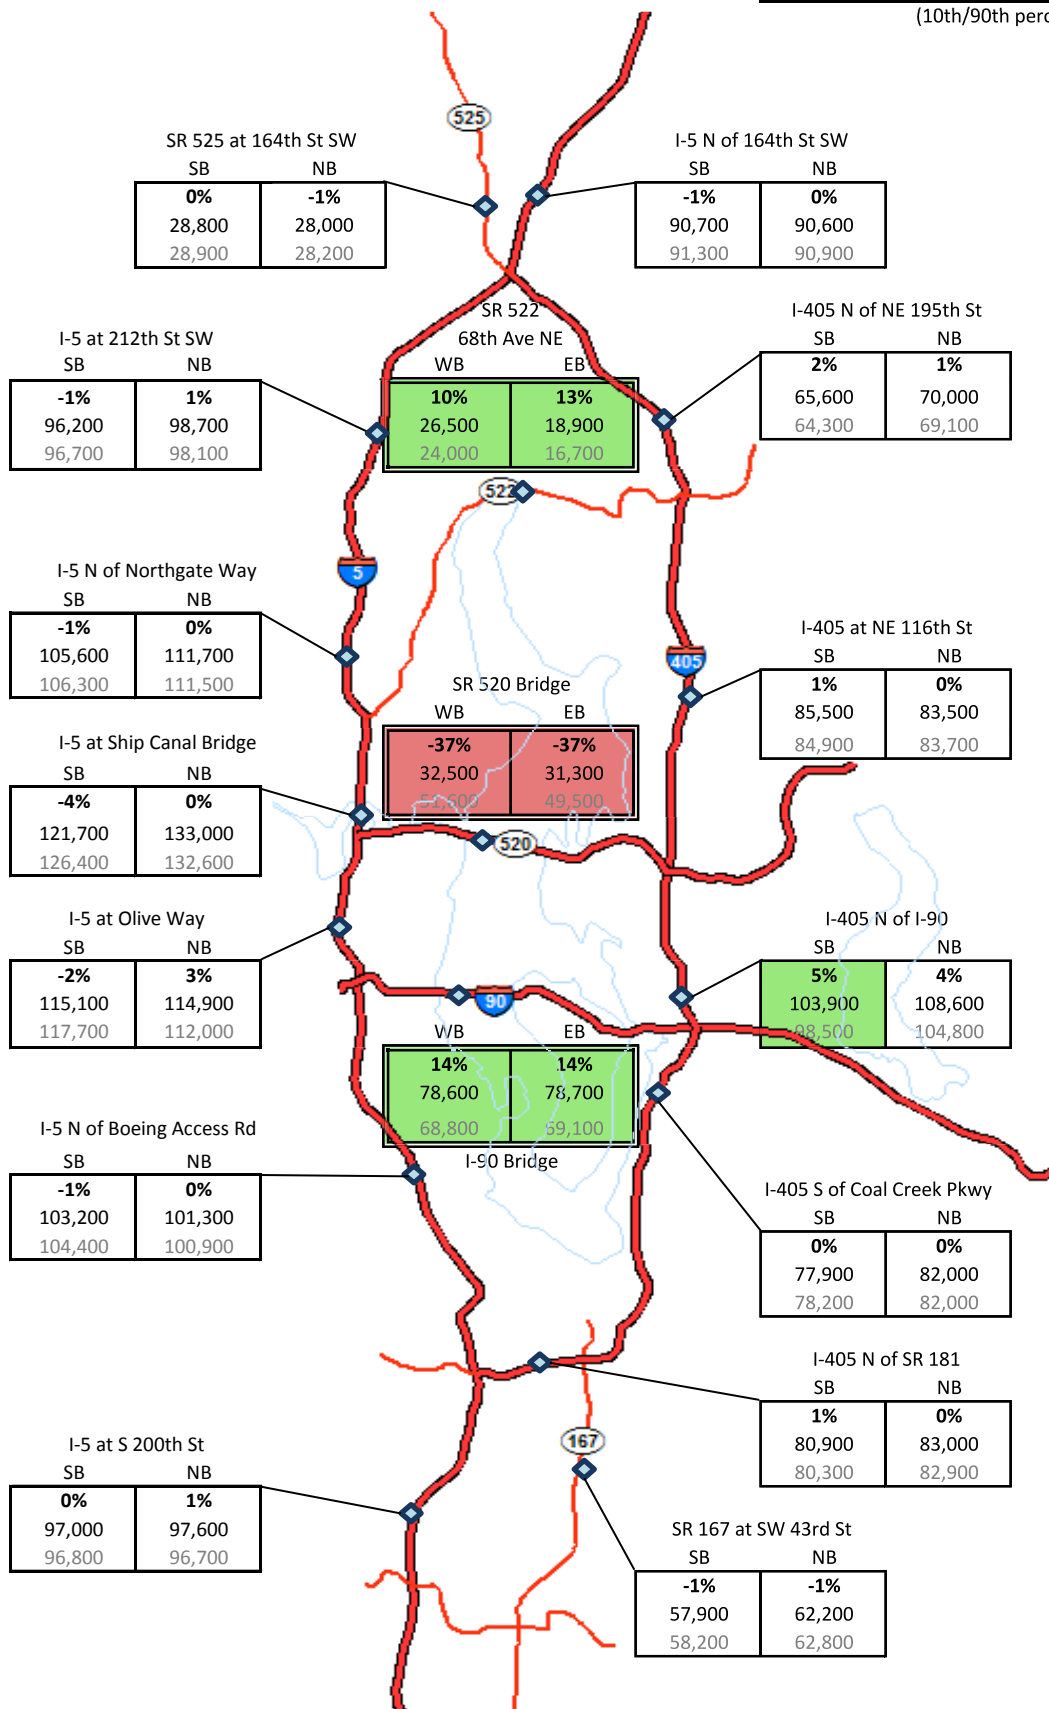 (10th/90th perc
525
SR 525 at 164th St SW
SB NB
0% -1%
28,800 28,000
28,900 28,200
I-5 N of 164th St SW
SB NB
-1% 0%
90,700 90,600
91,300 90,900
SR 522
68th Ave NE
WB EB
10% 13%
26,500 18,900
24,000 16,700
I-405 N of NE 195th St
SB NB
2% 1%
65,600 70,000
64,300 69,100
I-5 at 212th St SW
SB NB
-1% 1%
96,200 98,700
96,700 98,100
522
5
I-5 N of Northgate Way
SB NB
-1% 0%
105,600 111,700
106,300 111,500
405
I-405 at NE 116th St
SB NB
1% 0%
85,500 83,500
84,900 83,700
SR 520 Bridge
WB EB
-37% -37%
32,500 31,300
51,600 49,500
I-5 at Ship Canal Bridge
SB NB
-4% 0%
121,700 133,000
126,400 132,600
520
I-5 at Olive Way
SB NB
-2% 3%
115,100 114,900
117,700 112,000
I-405 N of I-90
SB NB
5% 4%
103,900 108,600
98,500 104,800
90
WB EB
14% 14%
78,600 78,700
68,800 69,100
I-90 Bridge
I-5 N of Boeing Access Rd
SB NB
-1% 0%
103,200 101,300
104,400 100,900
I-405 S of Coal Creek Pkwy
SB NB
0% 0%
77,900 82,000
78,200 82,000
I-405 N of SR 181
SB NB
1% 0%
80,900 83,000
80,300 82,900
167
I-5 at S 200th St
SB NB
0% 1%
97,000 97,600
96,800 96,700
SR 167 at SW 43rd St
SB NB
-1% -1%
57,900 62,200
58,200 62,800